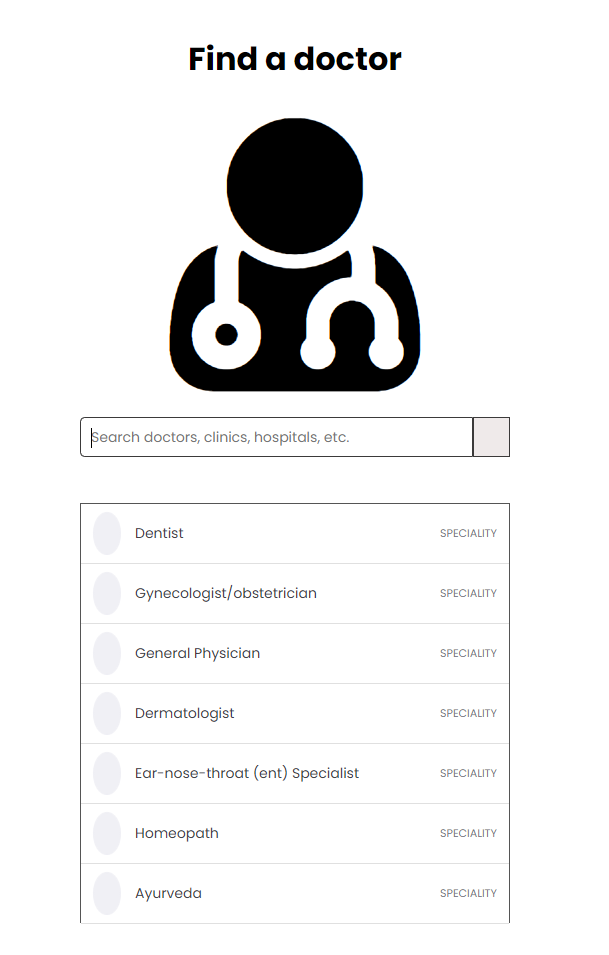 Find a doctor
Search doctors, clinics, hospitals, etc.
Dentist SPECIALITY
Gynecologist/obstetrician SPECIALITY
General Physician SPECIALITY
Dermatologist SPECIALITY
Ear-nose-throat (ent) Specialist SPECIALITY
Homeopath SPECIALITY
Ayurveda SPECIALITY